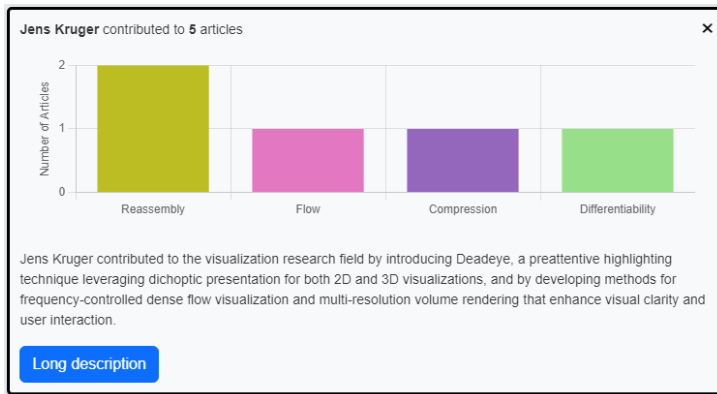 Jens Kruger contributed to 5 articles
×
Number of Articles
2
1
0
Reassembly Flow Compression Differentiability
Jens Kruger contributed to the visualization research field by introducing Deadeye, a preattentive highlighting
technique leveraging dichoptic presentation for both 2D and 3D visualizations, and by developing methods for
frequency-controlled dense flow visualization and multi-resolution volume rendering that enhance visual clarity and
user interaction.
Long description